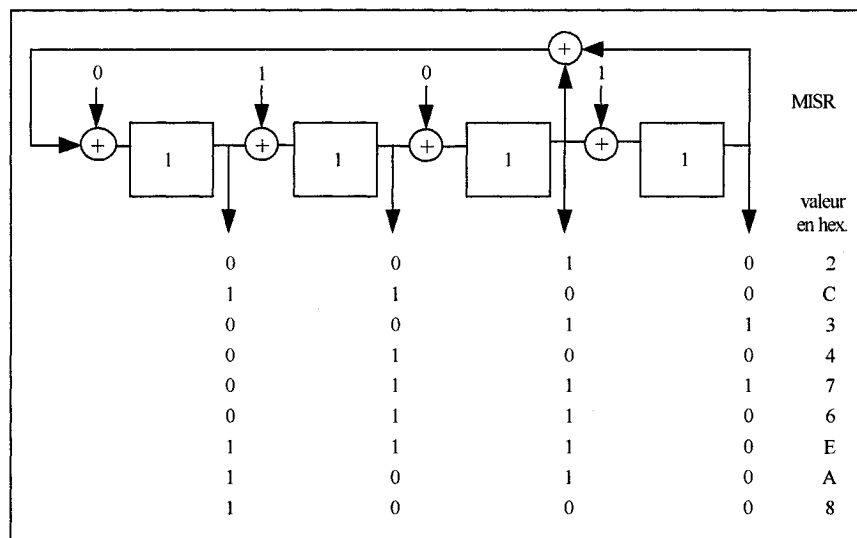 +
0 1 0 1
MISR
+ + + +
1 1 1 1
valeur
en hex.
0 0 1 0 2
1 1 0 0 C
0 0 1 1 3
0 1 0 0 4
0 1 1 1 7
0 1 1 0 6
1 1 1 0 E
1 0 1 0 A
1 0 0 0 8